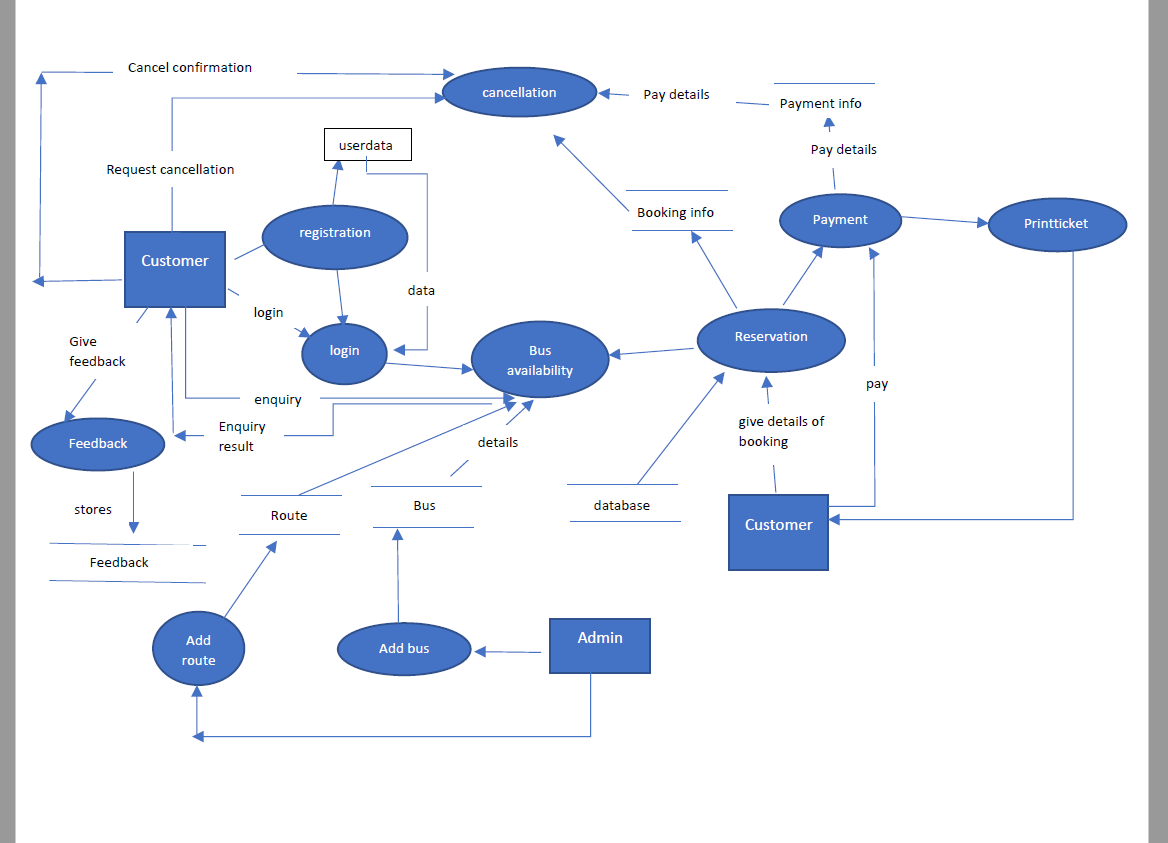 Cancel confirmation
cancellation
Pay details
Payment info
Pay details
userdata
Request cancellation
Booking info
Payment
Printticket
registration
Customer
data
login
login
Bus
availability
Reservation
Give
feedback
pay
enquiry
Enquiry
result
give details of
booking
details
Feedback
stores
Route
Bus
database
Customer
Feedback
Add
route
Add bus
Admin